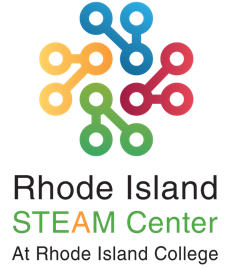 Rhode Island
STEAM Center
At Rhode Island College